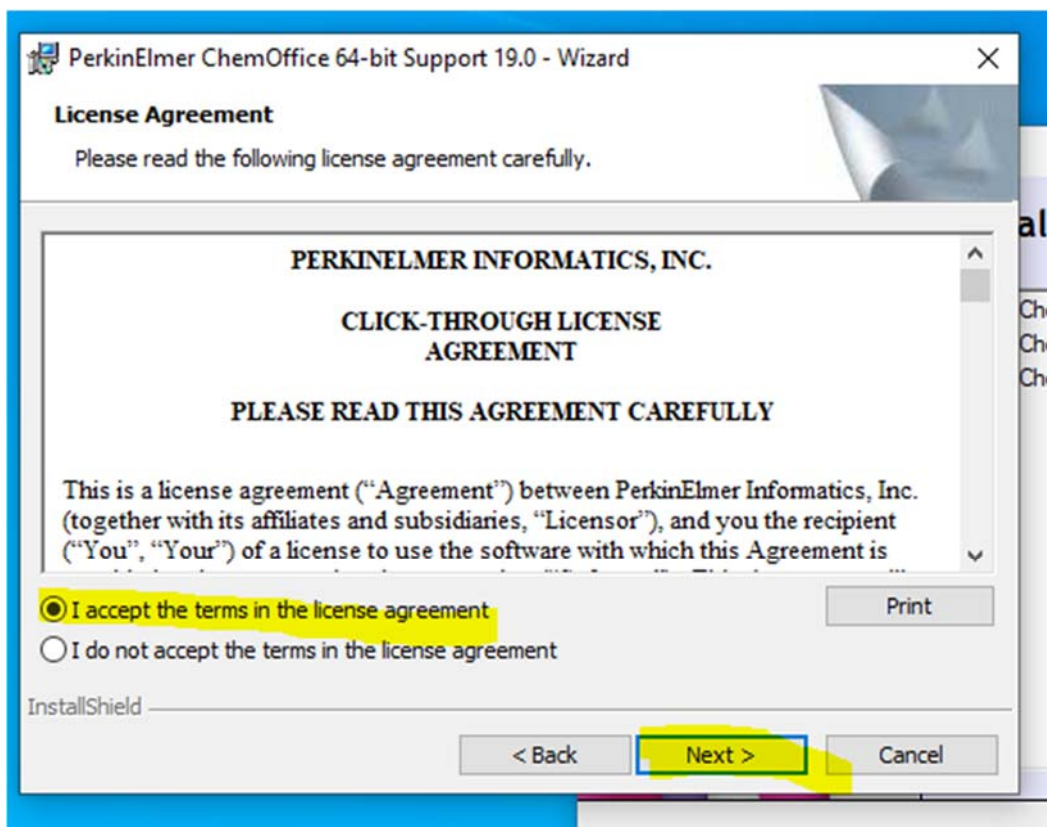 PerkinElmer ChemOffice 64-bit Support 19.0 - Wizard
License Agreement
Please read the following license agreement carefully.
PERKINELMER INFORMATICS, INC.
CLICK-THROUGH LICENSE
AGREEMENT
PLEASE READ THIS AGREEMENT CAREFULLY
This is a license agreement (“Agreement”) between PerkinElmer Informatics, Inc.
(together with its affiliates and subsidiaries, “Licensor”), and you the recipient
(“You”, “Your”) of a license to use the software with which this Agreement is
I accept the terms in the license agreement
Print
I do not accept the terms in the license agreement
InstallShield
< Back
Next >
Cancel
al
Che
Che
Che